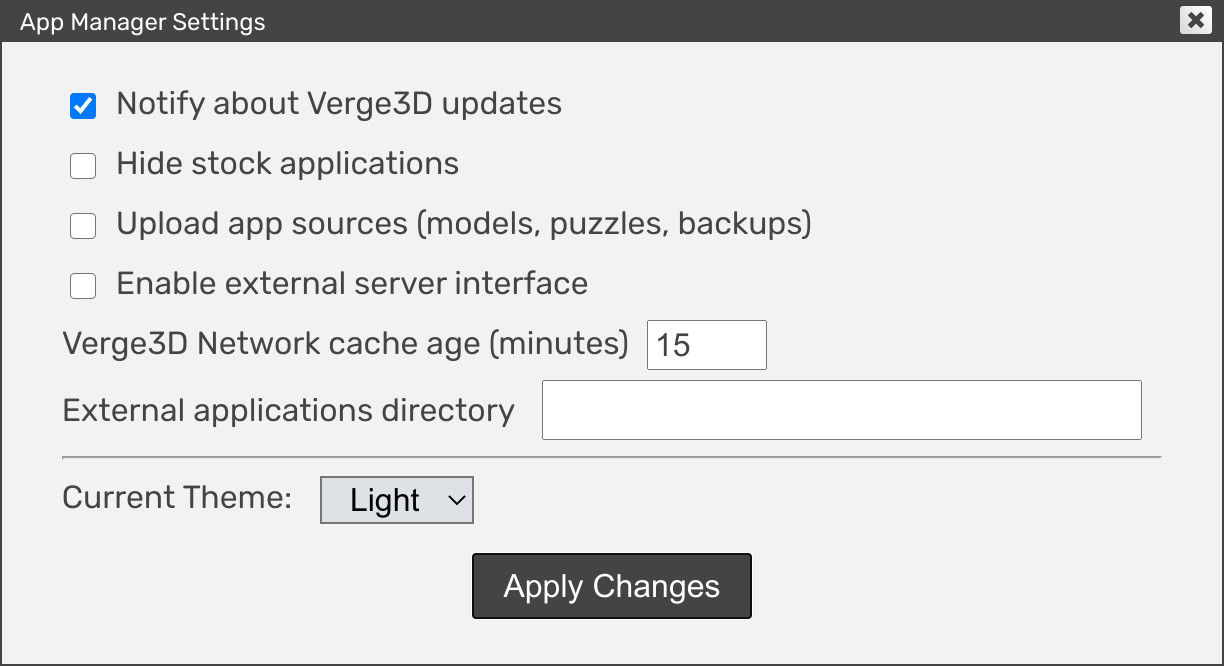 App Manager Settings
Notify about Verge3D updates
Hide stock applications
Upload app sources (models, puzzles, backups)
Enable external server interface
Verge3D Network cache age (minutes) 15
External applications directory
Current Theme: Light
Apply Changes